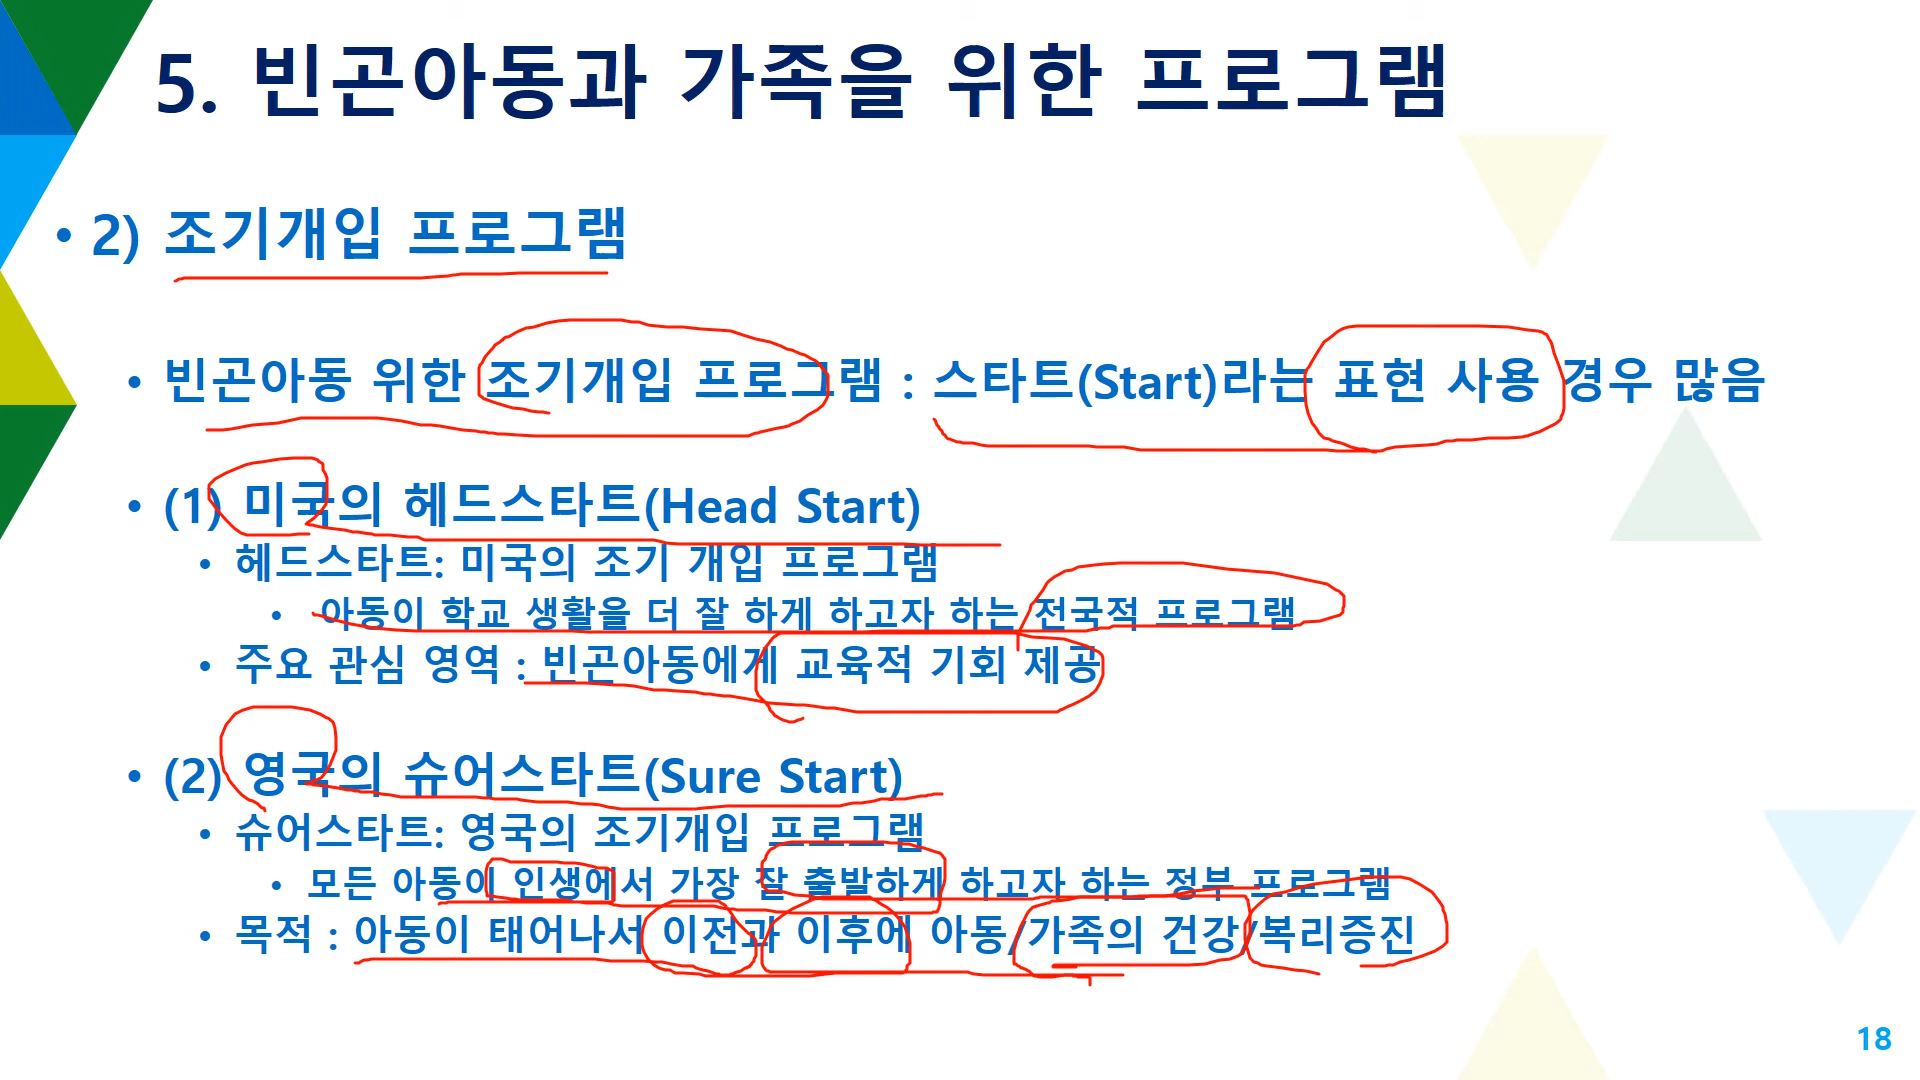 5. 빈곤아동과 가족을 위한 프로그램
• 2) 조기개입 프로그램
• 빈곤아동 위한 조기개입 프로그램 : 스타트(Start)라는 표현 사용 경우 많음
• (1) 미국의 헤드스타트(Head Start)
• 헤드스타트: 미국의 조기 개입 프로그램
• 아동이 학교 생활을 더 잘 하게 하고자 하는 전국적 프로그램
• 주요 관심 영역 : 빈곤아동에게 교육적 기회 제공
• (2) 영국의 슈어스타트(Sure Start)
• 슈어스타트: 영국의 조기개입 프로그램
• 모든 아동이 인생에서 가장 잘 출발하게 하고자 하는 정부 프로그램
• 목적 : 아동이 태어나서 이전과 이후에 아동/가족의 건강/복리증진
18